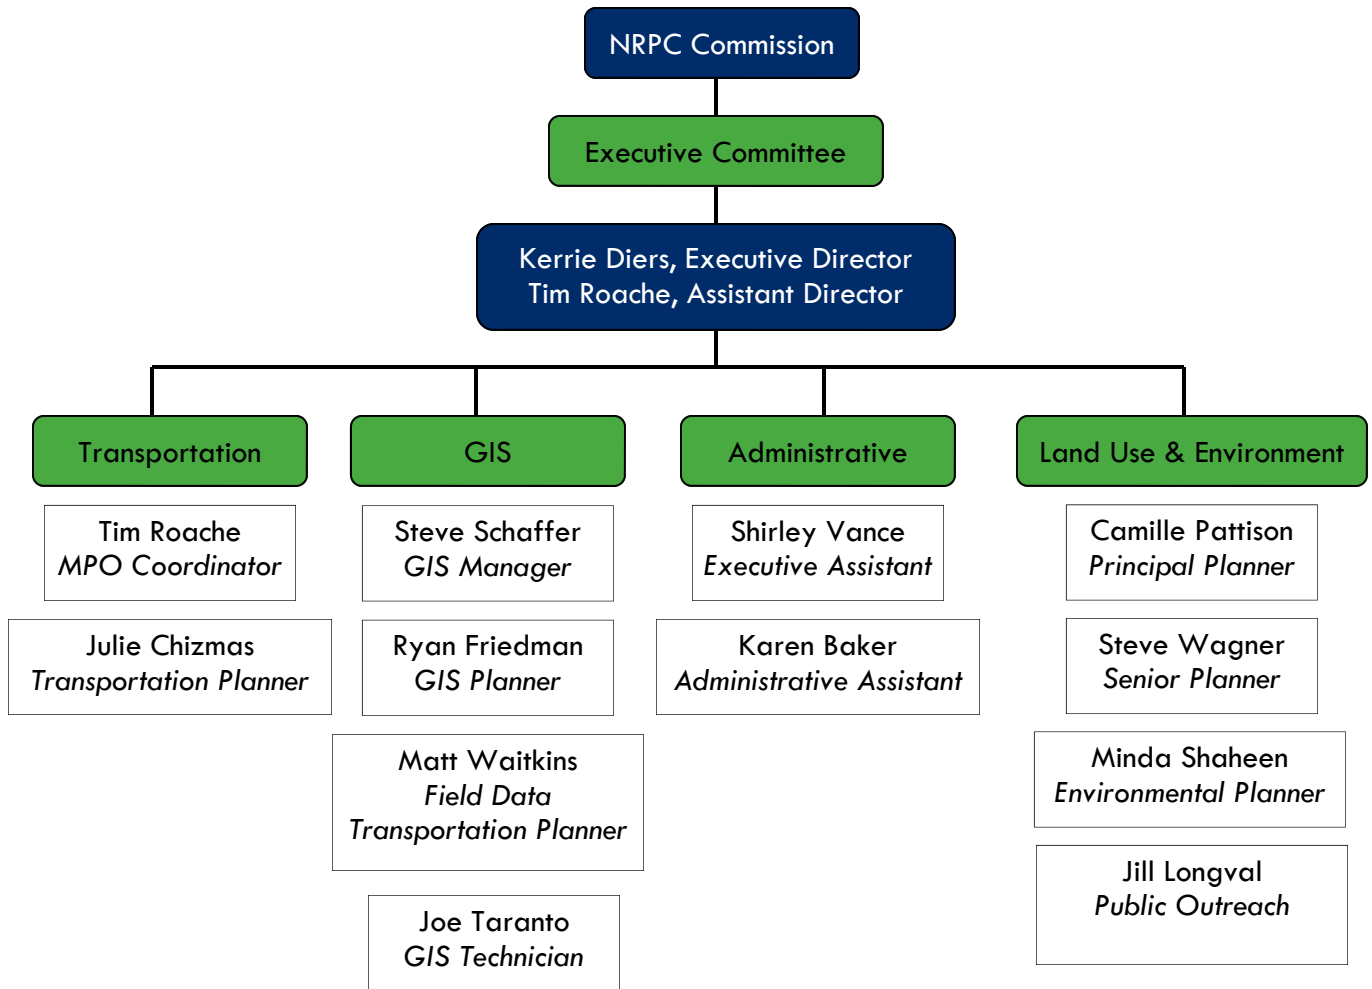 NRPC Commission
Executive Committee
Kerrie Diers, Executive Director
Tim Roache, Assistant Director
Transportation
Tim Roache
MPO Coordinator
Julie Chizmas
Transportation Planner
GIS
Steve Schaffer
GIS Manager
Ryan Friedman
GIS Planner
Matt Waitkins
Field Data
Transportation Planner
Joe Taranto
GIS Technician
Administrative
Shirley Vance
Executive Assistant
Karen Baker
Administrative Assistant
Land Use & Environment
Camille Pattison
Principal Planner
Steve Wagner
Senior Planner
Minda Shaheen
Environmental Planner
Jill Longval
Public Outreach